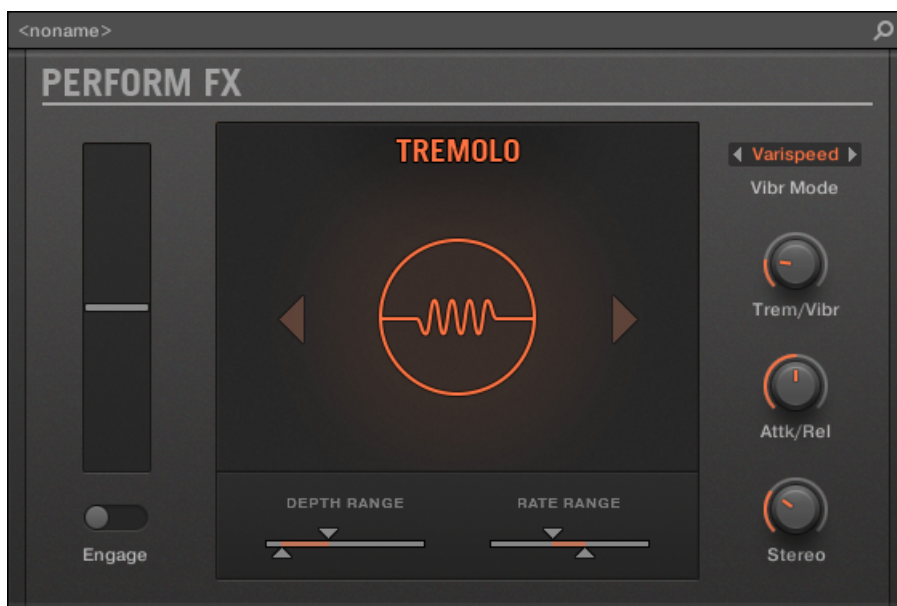 <noname>
PERFORM FX
TREMOLO
Varispeed
Vibr Mode
Trem/Vibr
Attk/Rel
DEPTH RANGE
RATE RANGE
Engage
Stereo